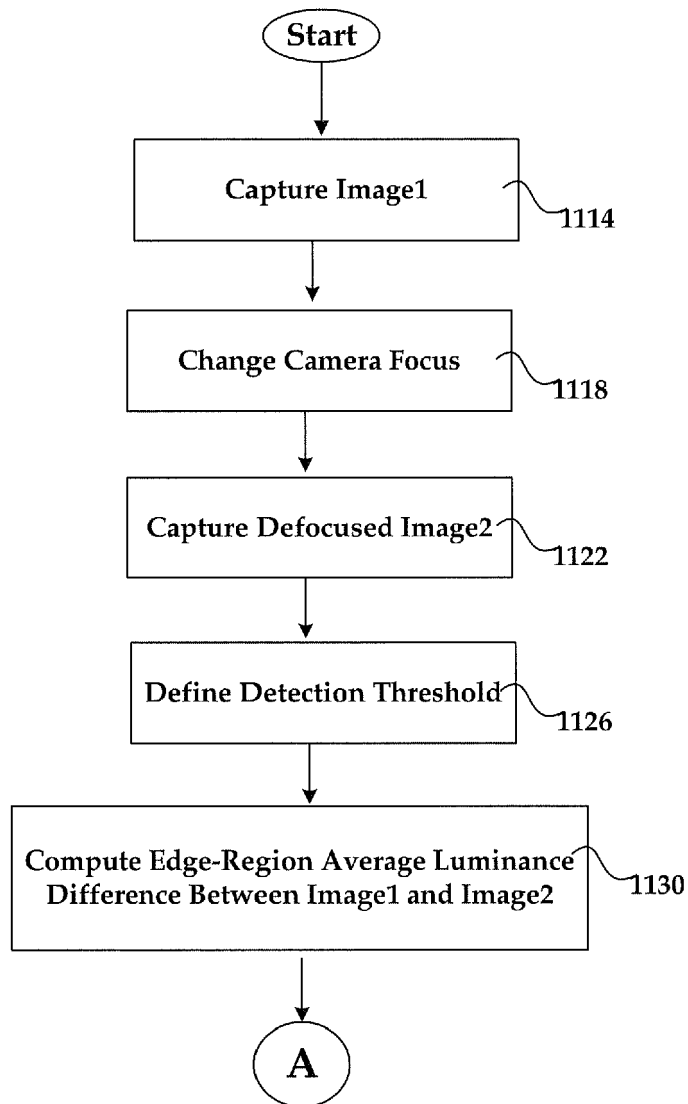 Start
Capture Image1
1114
Change Camera Focus
1118
Capture Defocused Image2
1122
Define Detection Threshold
1126
Compute Edge-Region Average Luminance
Difference Between Image1 and Image2
1130
A